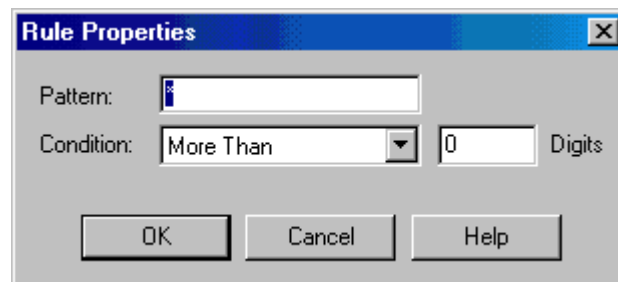 Rule Properties
Pattern: *
Condition: More Than 0 Digits
OK Cancel Help